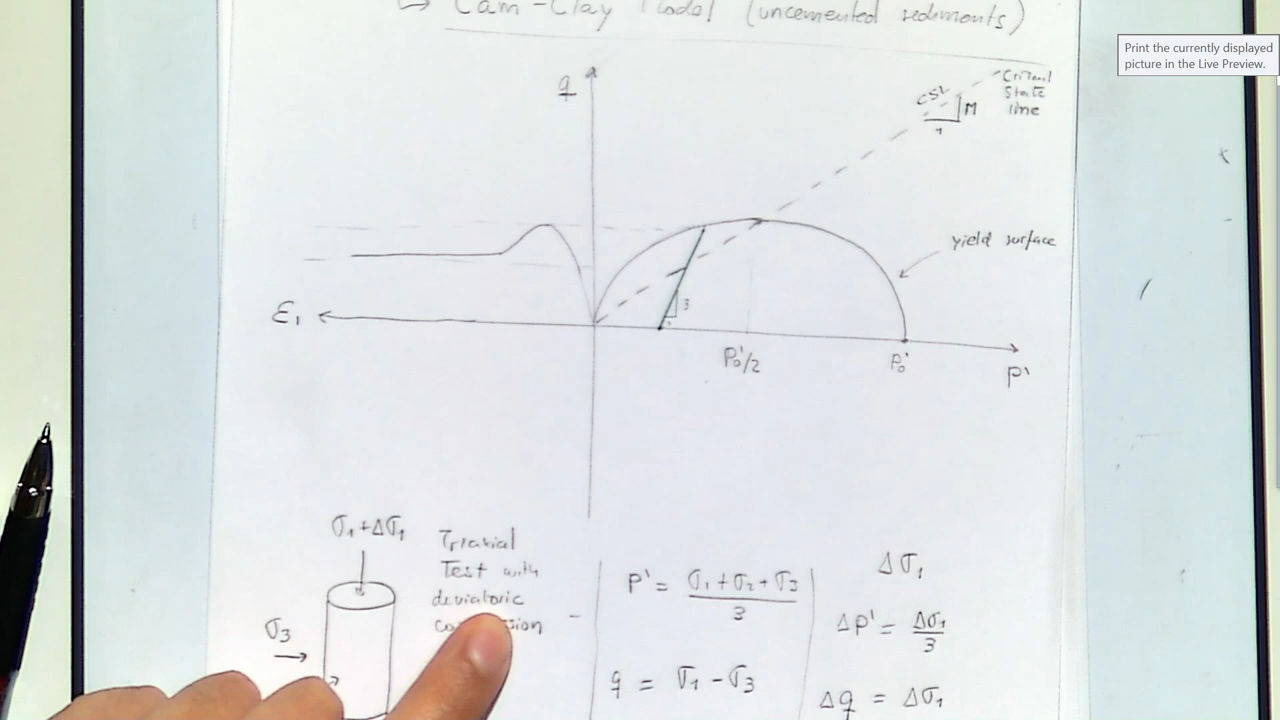 ↳ Cam-Clay Model (uncemented sediments)
Print the currently displayed
picture in the Live Preview.
q
CSL
M
1
Critical
State
line
yield surface
3
1
ε₁
P₀'/2
P₀'
P'
σ₁+Δσ₁
Triaxial
Test with
deviatoric
σ₃
P' = σ₁+σ₂+σ₃
3
q = σ₁-σ₃
Δσ₁
ΔP' = Δσ₁
3
Δq = Δσ₁